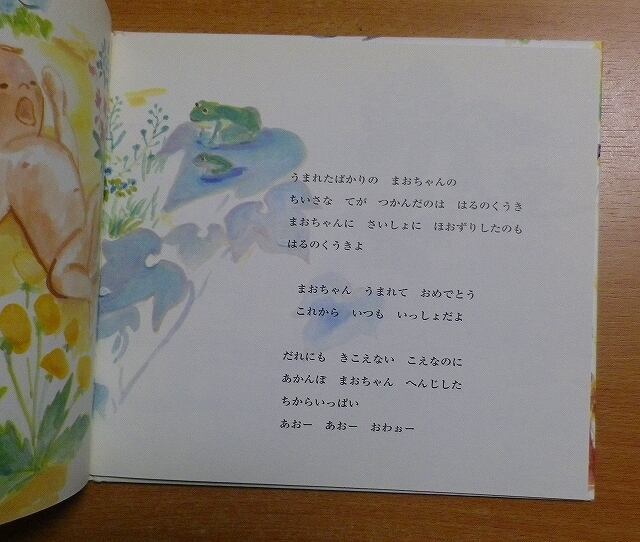 うまれたばかりの　まおちゃんの
ちいさな　てが　つかんだのは　はるのくうき
まおちゃんに　さいしょに　ほおずりしたのも
はるのくうきよ
まおちゃん　うまれて　おめでとう
これから　いつも　いっしょだよ
だれにも　きこえない　こえなのに
あかんぼ　まおちゃん　へんじした
ちからいっぱい
あおー　あおー　おわぉー